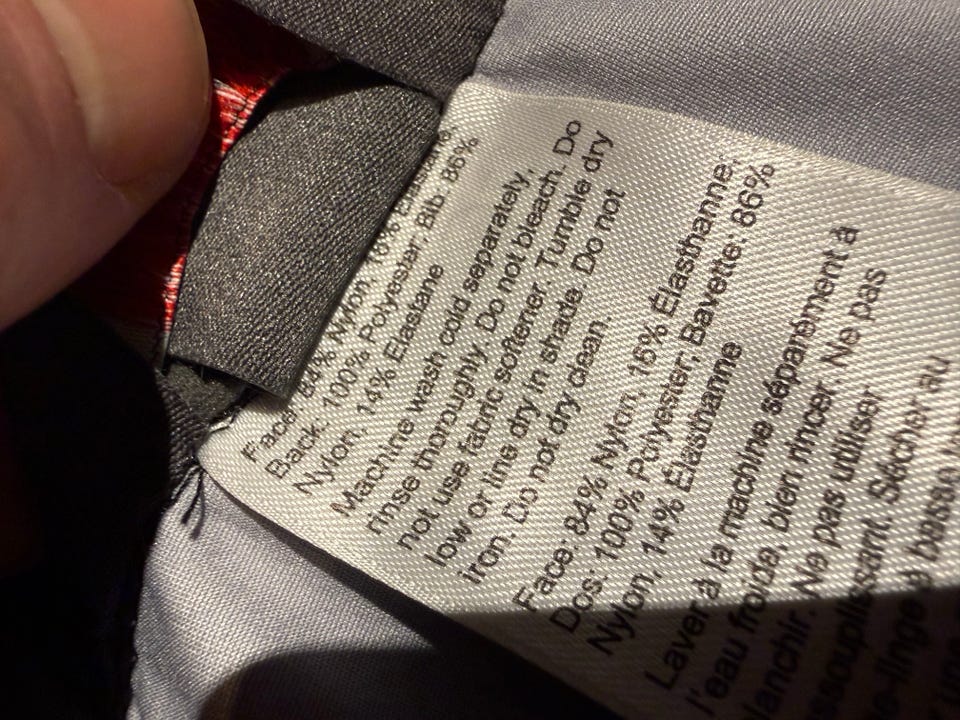 Face: 84% Nylon, 16% Elastane
Back: 100% Polyester; Bib: 86%
Nylon, 14% Elastane
Machine wash cold separately,
rinse thoroughly. Do not bleach. Do
not use fabric softener. Tumble dry
low or line dry in shade. Do not
iron. Do not dry clean
Face: 84% Nylon, 16% Élasthanne;
Dos: 100% Polyester; Bavette: 86%
Nylon, 14% Élasthanne
Laver à la machine séparément à
l'eau froide, bien rincer. Ne pas
blanchir. Ne pas utiliser
assouplissant. Sécher au